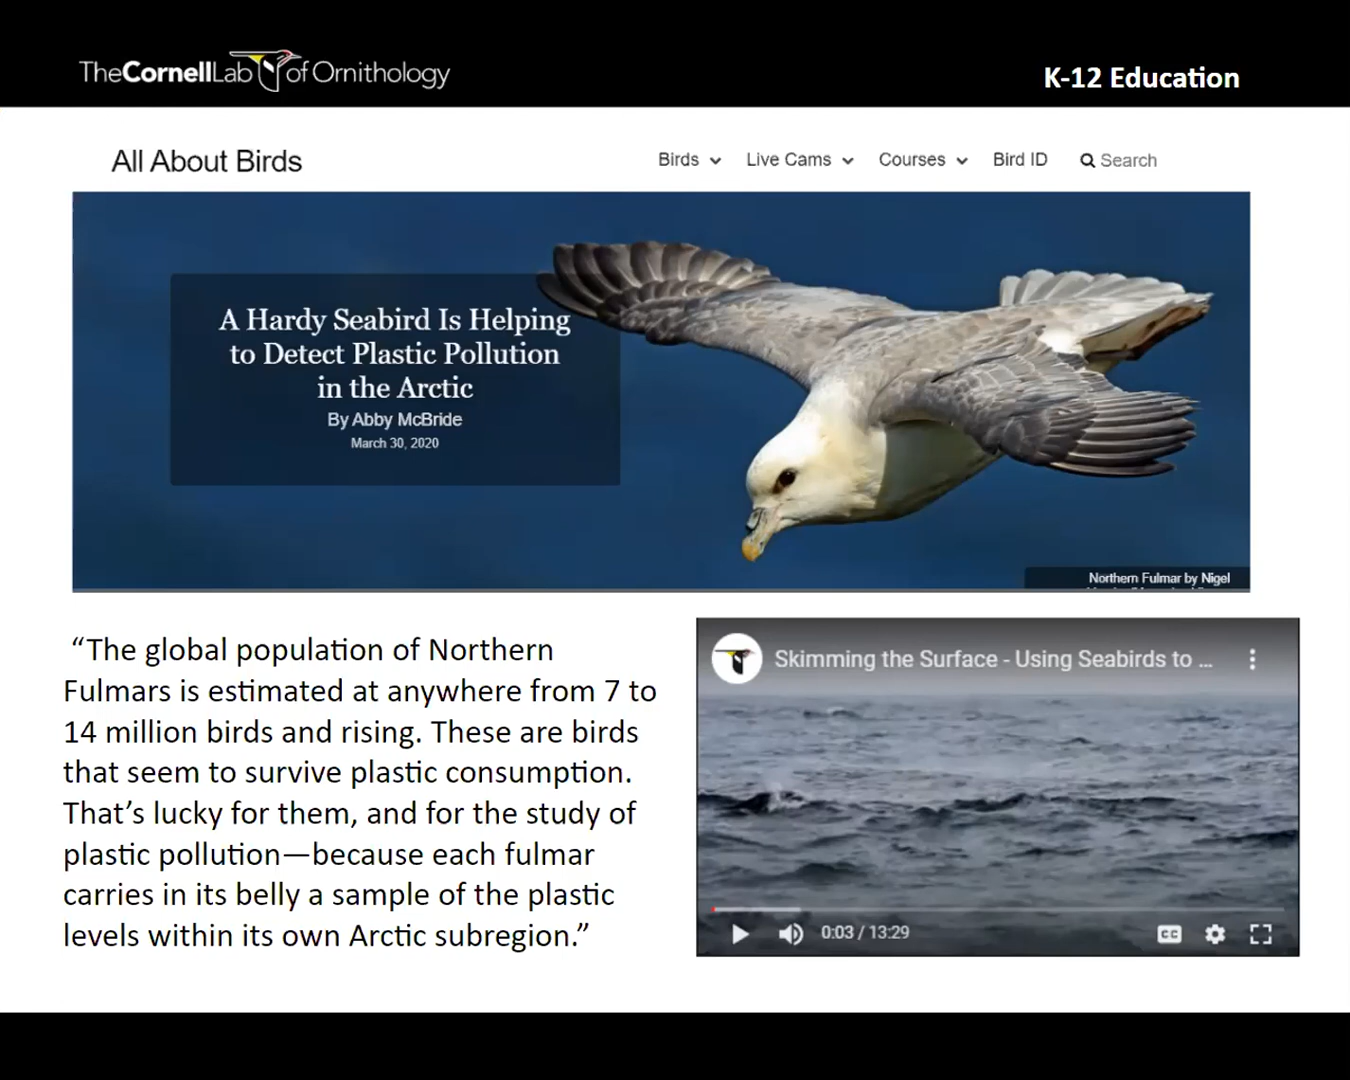 TheCornellLab of Ornithology
K-12 Education
All About Birds
Birds
Live Cams
Courses
Bird ID
Search
A Hardy Seabird Is Helping
to Detect Plastic Pollution
in the Arctic
By Abby McBride
March 30, 2020
Northern Fulmar by Nigel
“The global population of Northern
Fulmars is estimated at anywhere from 7 to
14 million birds and rising. These are birds
that seem to survive plastic consumption.
That’s lucky for them, and for the study of
plastic pollution—because each fulmar
carries in its belly a sample of the plastic
levels within its own Arctic subregion.”
Skimming the Surface - Using Seabirds to ...
0:03 / 13:29
CC